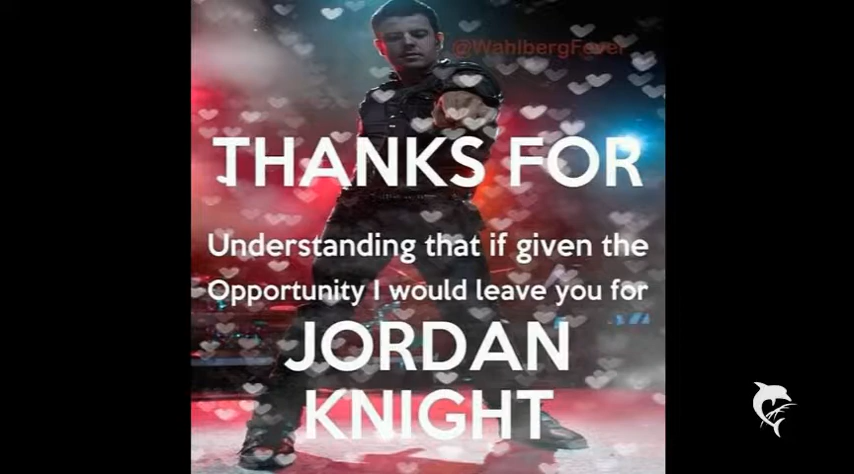 @WahlbergFever
THANKS FOR
Understanding that if given the
Opportunity I would leave you for
JORDAN
KNIGHT